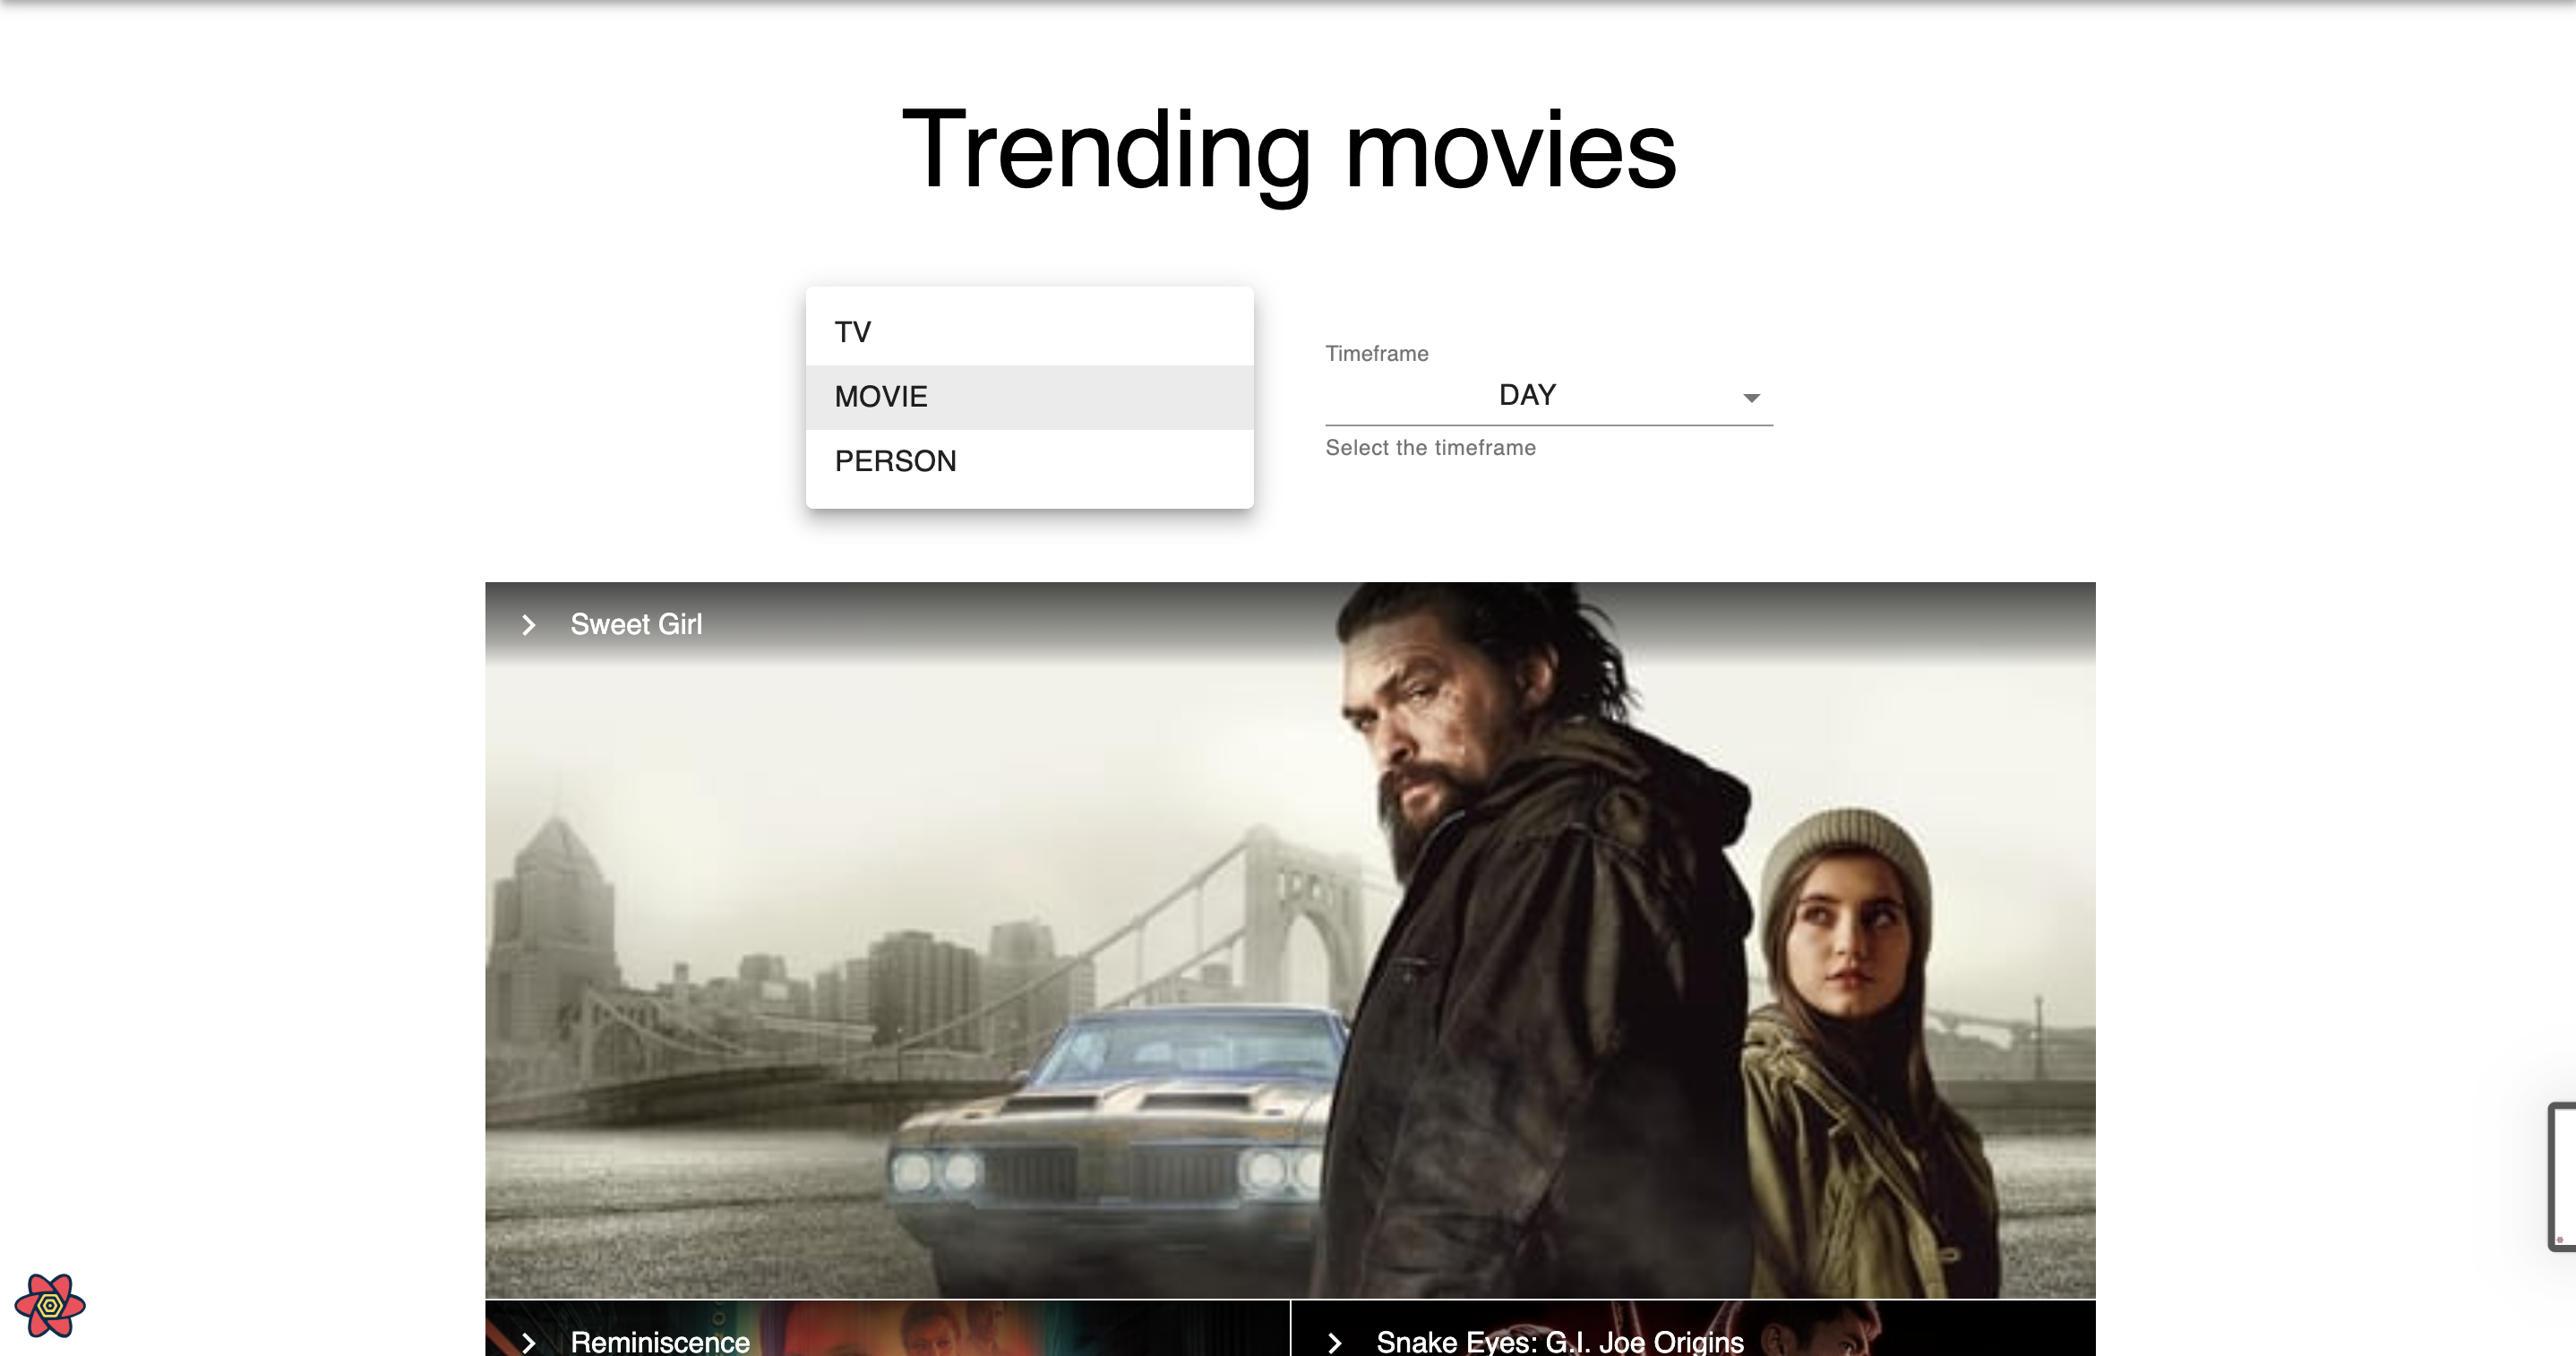 Trending movies
TV
MOVIE
PERSON
Timeframe
DAY
Select the timeframe
Sweet Girl
Reminiscence
Snake Eyes: G.I. Joe Origins